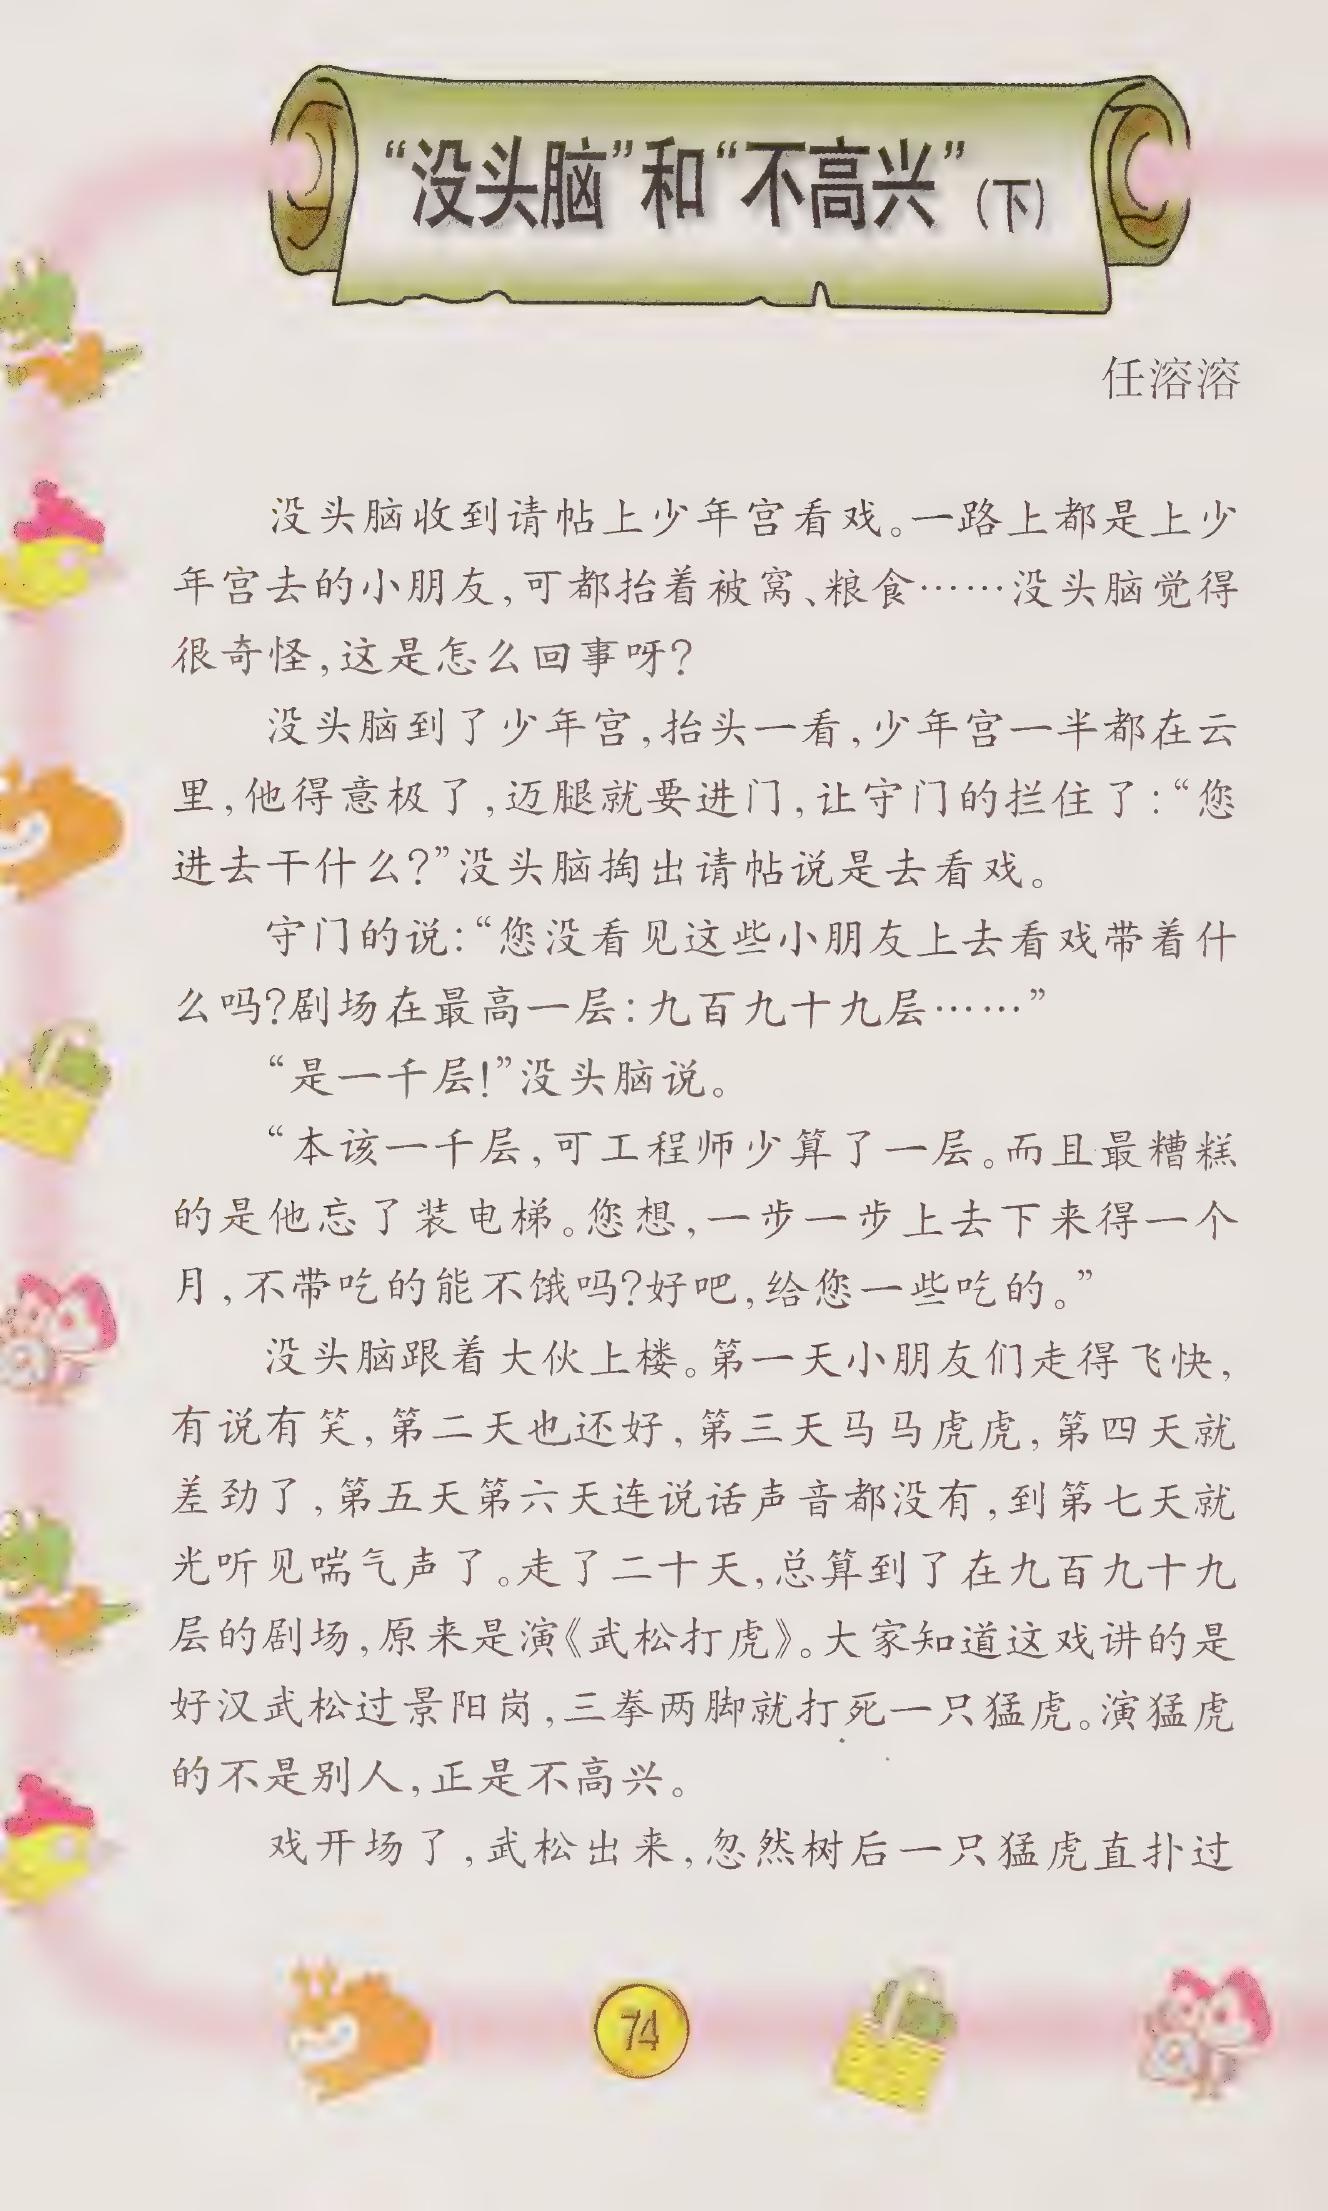 “没头脑”和“不高兴”(下)
任溶溶
没头脑收到请帖上少年宫看戏。一路上都是上少
年宫去的小朋友,可都抬着被窝、粮食……没头脑觉得
很奇怪,这是怎么回事呀?
没头脑到了少年宫,抬头一看,少年宫一半都在云
里,他得意极了,迈腿就要进门,让守门的拦住了:“您
进去干什么?”没头脑掏出请帖说是去看戏。
守门的说:“您没看见这些小朋友上去看戏带着什
么吗?剧场在最高一层:九百九十九层……”
“是一千层!”没头脑说。
“本该一千层,可工程师少算了一层。而且最糟糕
的是他忘了装电梯。您想,一步一步上去下来得一个
月,不带吃的能不饿吗?好吧,给您一些吃的。”
没头脑跟着大伙上楼。第一天小朋友们走得飞快,
有说有笑,第二天也还好,第三天马马虎虎,第四天就
差劲了,第五天第六天连说话声音都没有,到第七天就
光听见喘气声了。走了二十天,总算到了在九百九十九
层的剧场,原来是演《武松打虎》。大家知道这戏讲的是
好汉武松过景阳岗,三拳两脚就打死一只猛虎。演猛虎
的不是别人,正是不高兴。
戏开场了,武松出来,忽然树后一只猛虎直扑过
74